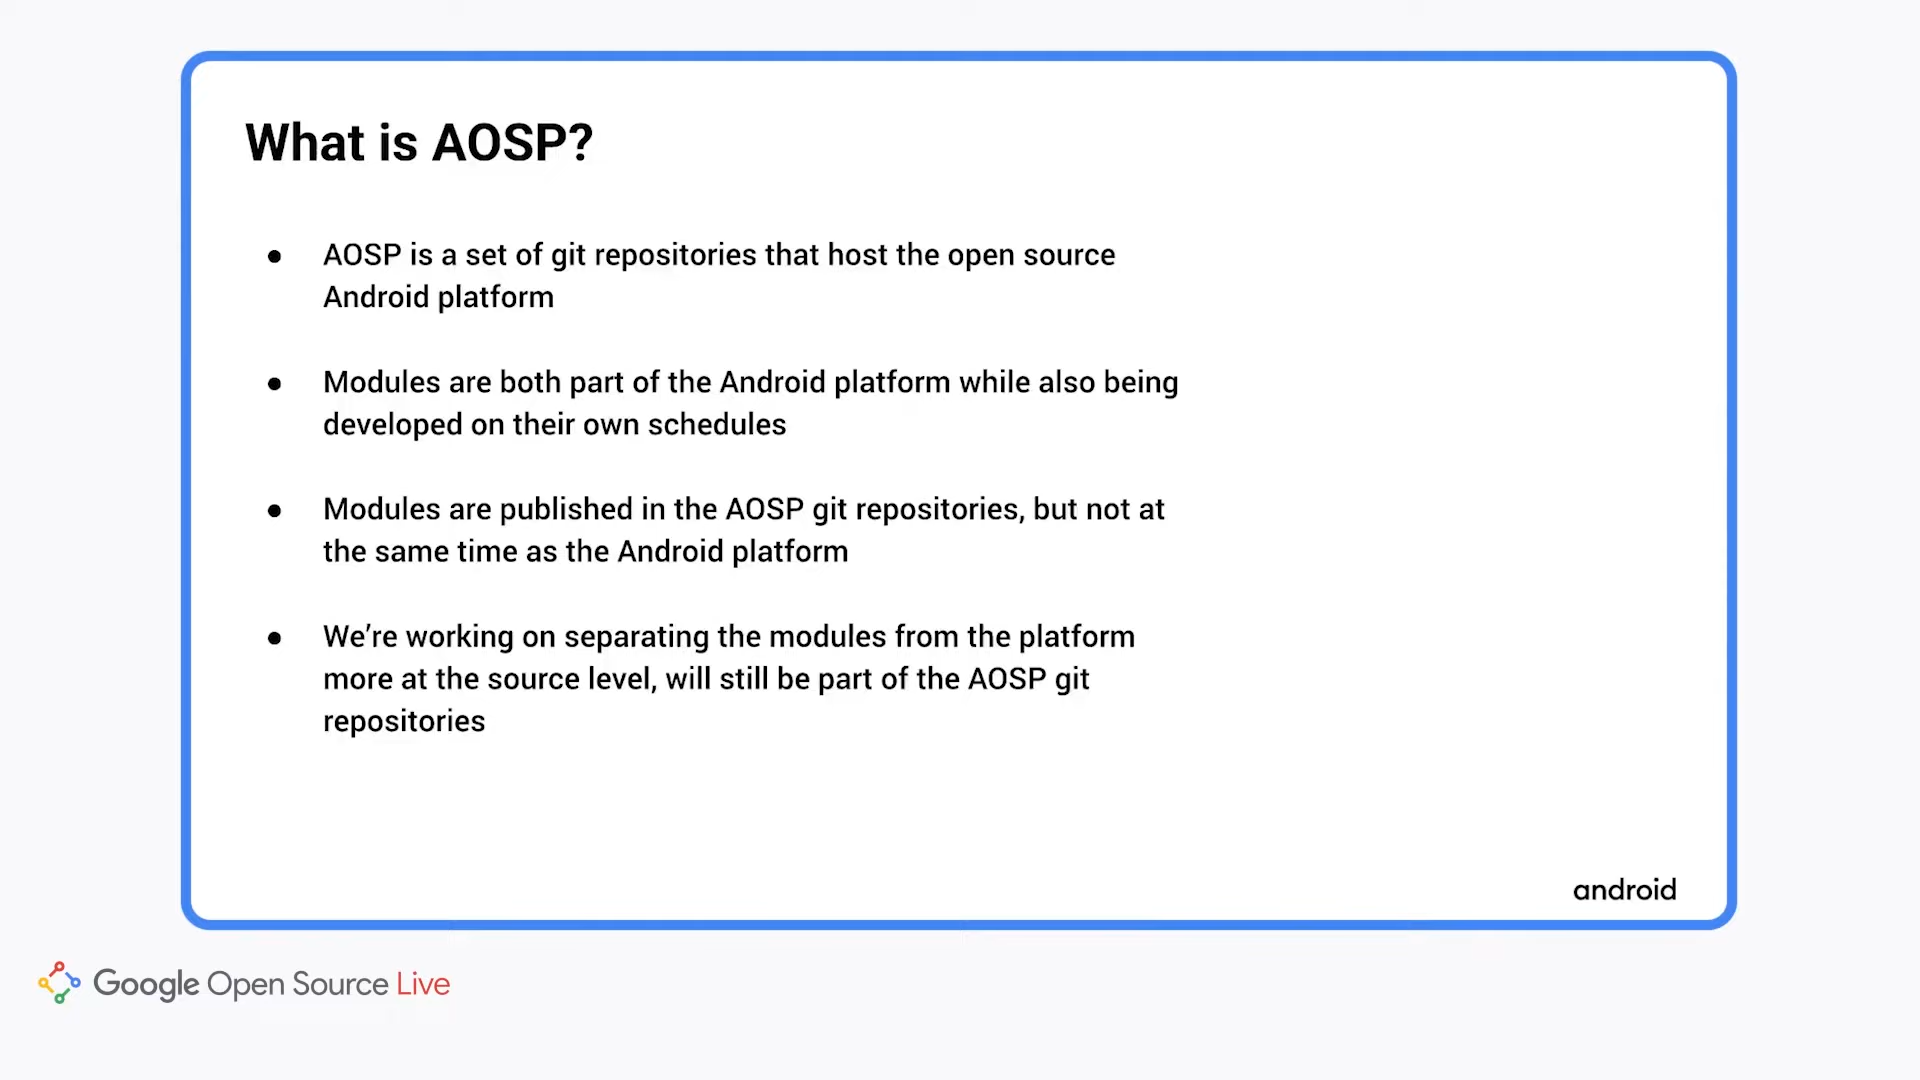 What is AOSP?
● AOSP is a set of git repositories that host the open source
Android platform
● Modules are both part of the Android platform while also being
developed on their own schedules
● Modules are published in the AOSP git repositories, but not at
the same time as the Android platform
● We’re working on separating the modules from the platform
more at the source level, will still be part of the AOSP git
repositories
android
Google Open Source Live